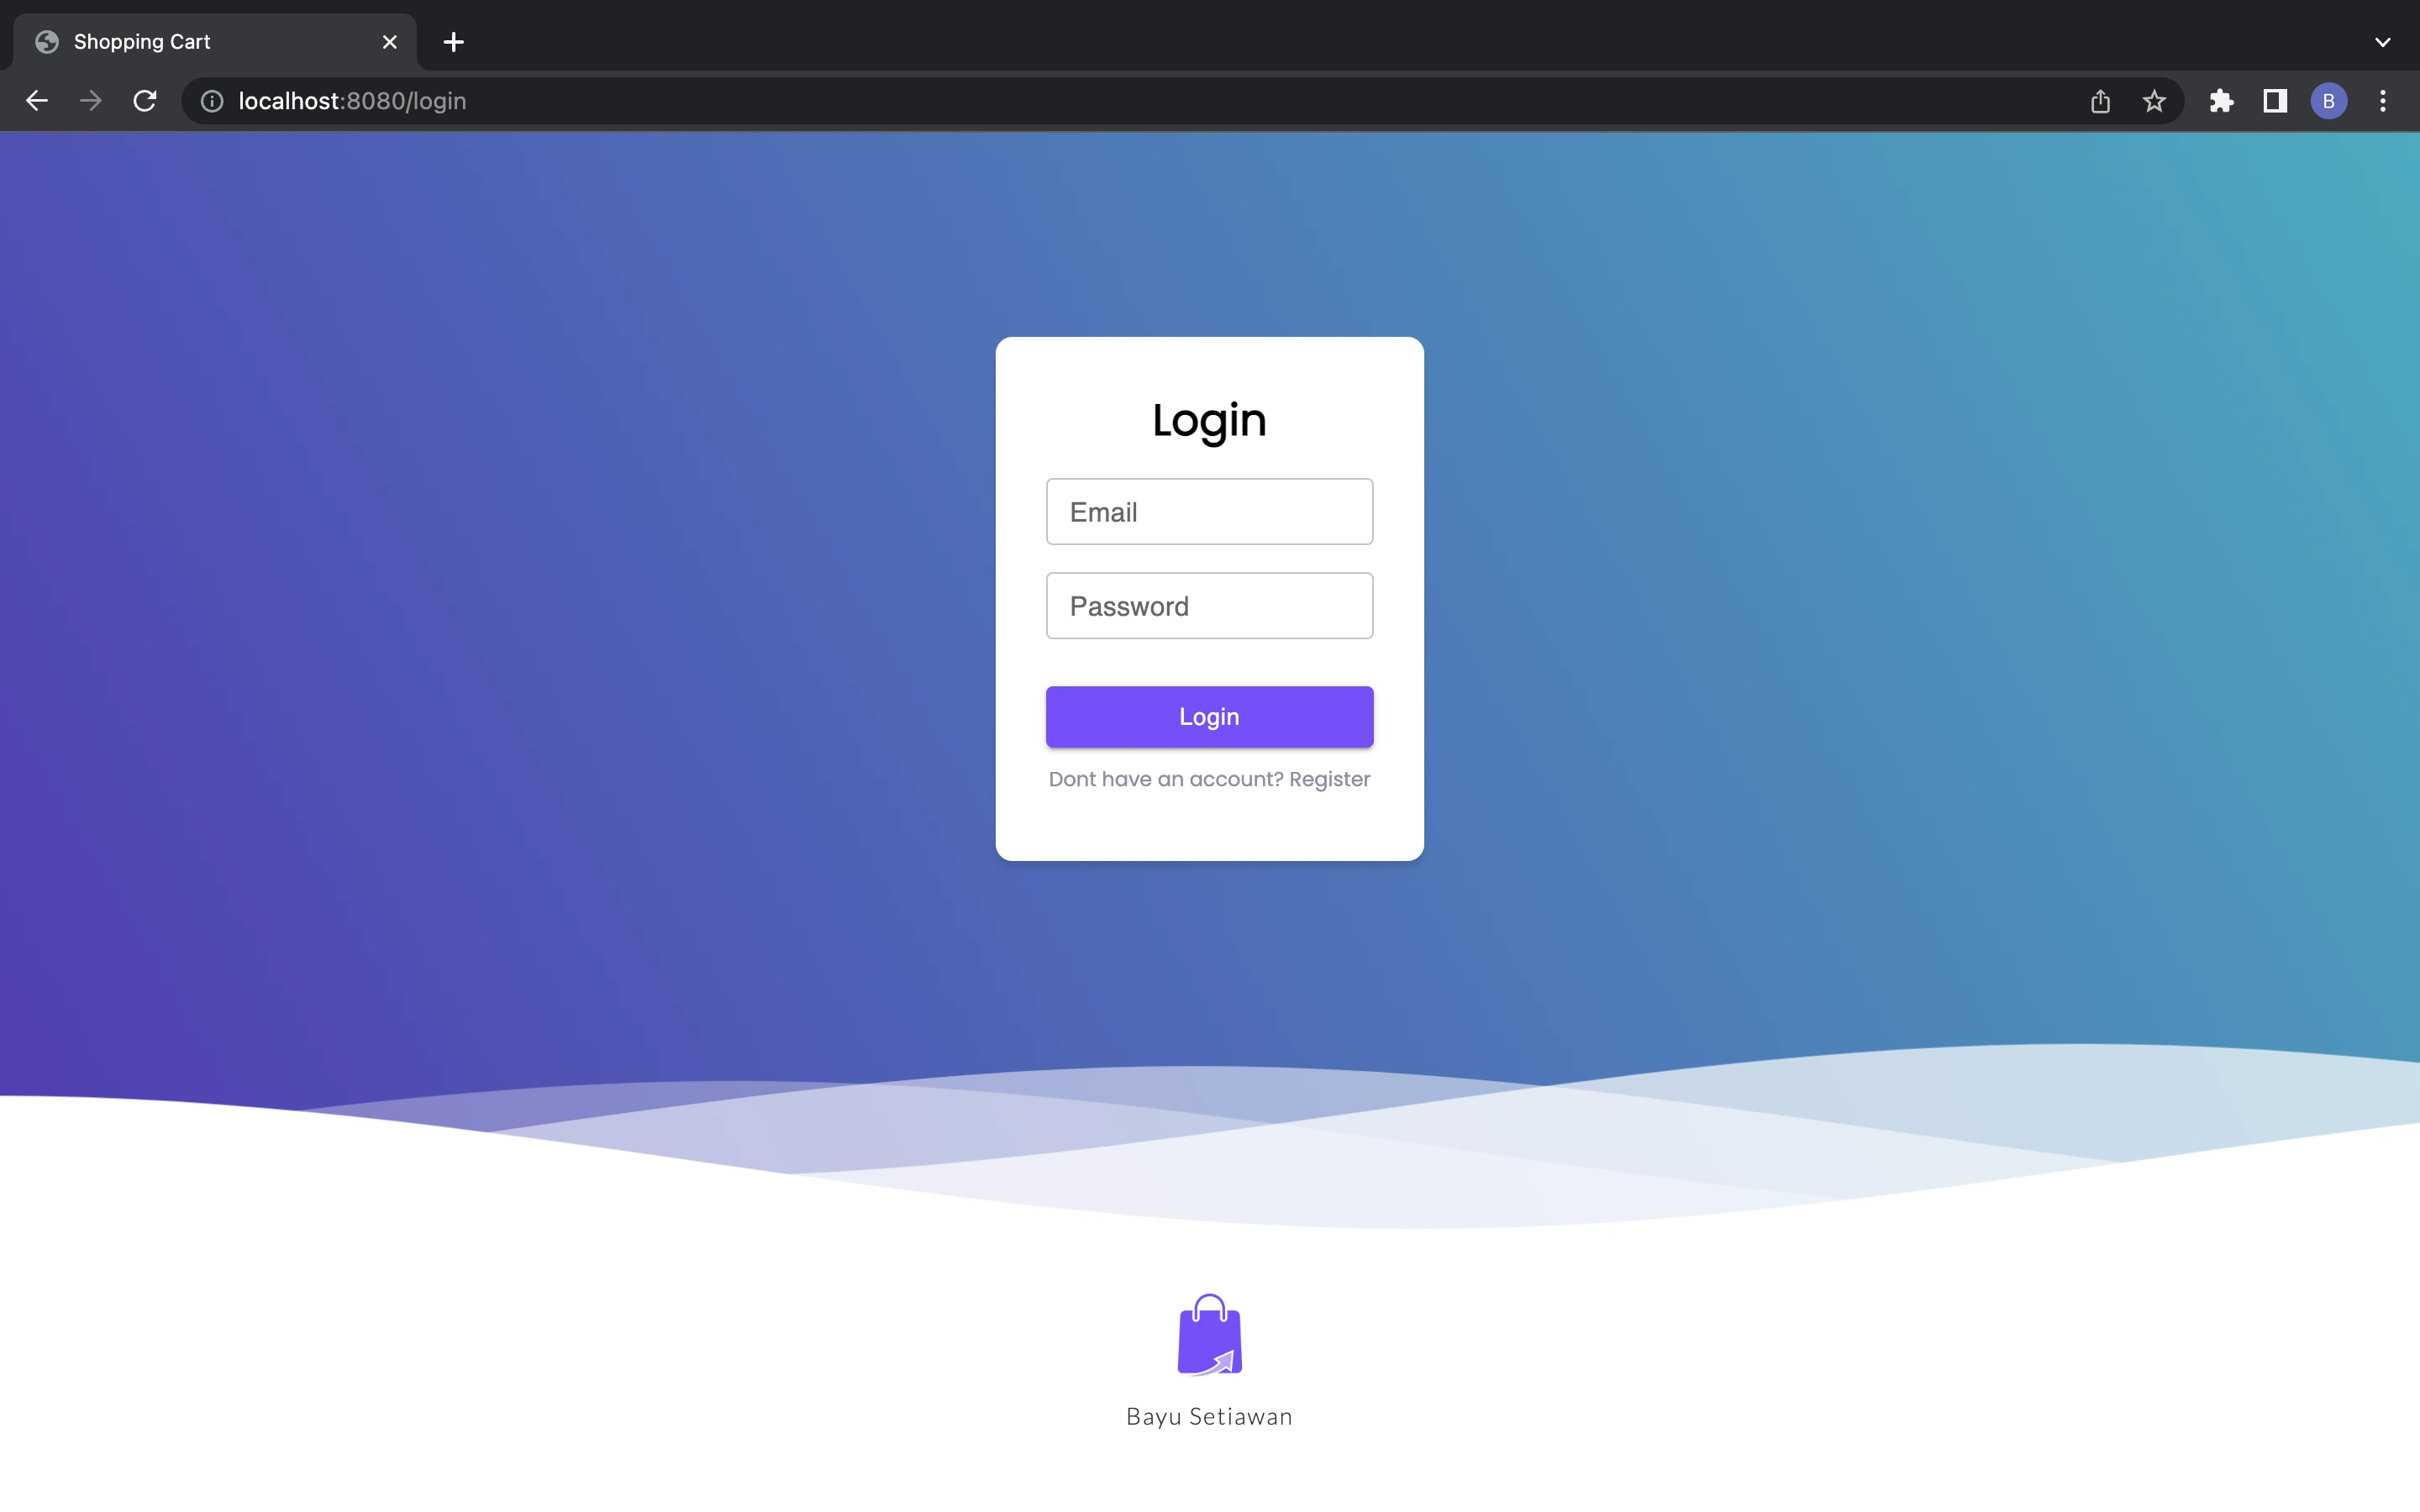 Shopping Cart
localhost:8080/login
B
Login
Email
Password
Login
Dont have an account? Register
Bayu Setiawan